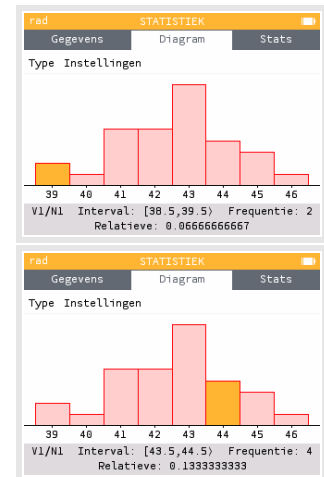 rad STATISTIEK
Gegevens Diagram Stats
Type Instellingen
39 40 41 42 43 44 45 46
V1/N1 Interval: [38.5,39.5) Frequentie: 2
Relatieve: 0.06666666667
rad STATISTIEK
Gegevens Diagram Stats
Type Instellingen
39 40 41 42 43 44 45 46
V1/N1 Interval: [43.5,44.5) Frequentie: 4
Relatieve: 0.1333333333